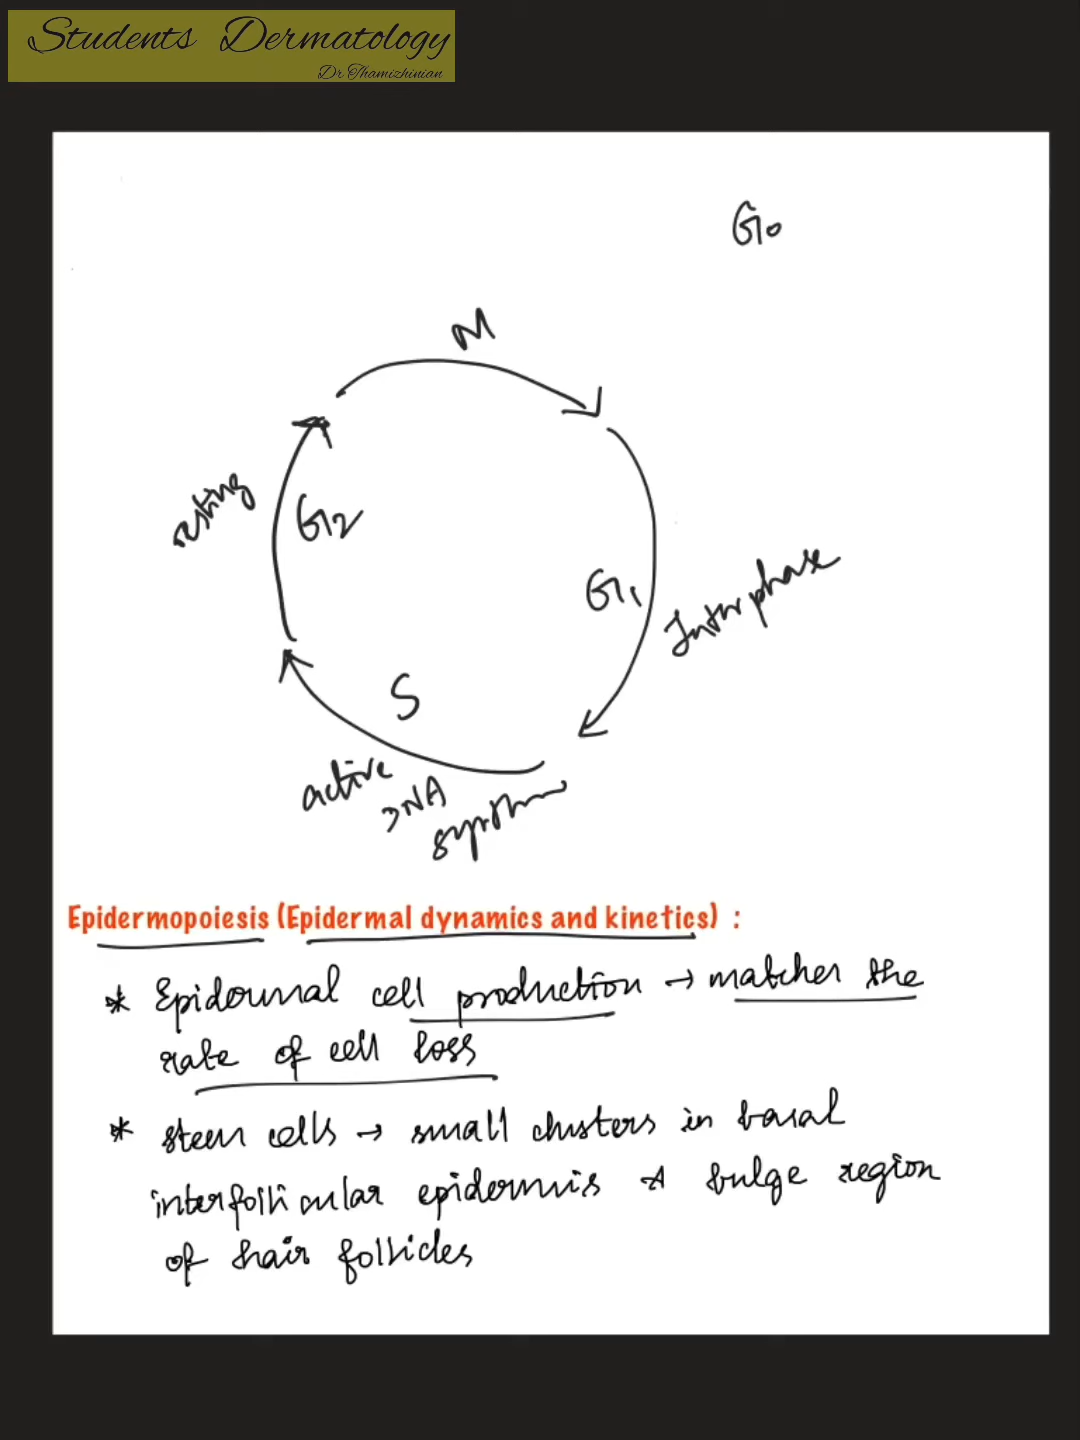 Students Dermatology
Dr Thamizhinian
G0
M
resting
G2
G1
Interphase
S
active
DNA
Epidermopoiesis (Epidermal dynamics and kinetics) :
* Epidermal cell production → matches the
rate of cell loss
* stem cells → small clusters in basal
interfollicular epidermis & bulge region
of hair follicles